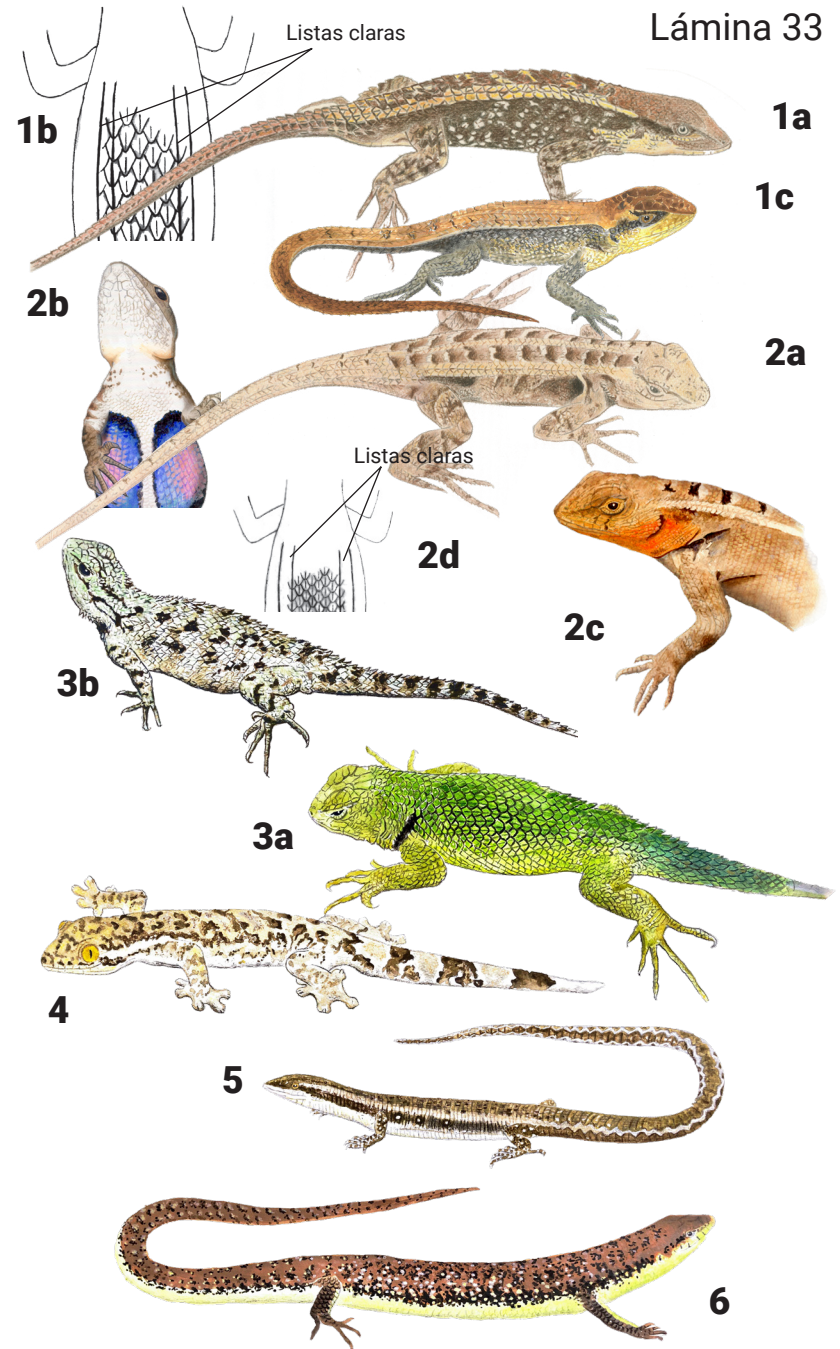 Lámina 33
Listas claras
1a
1b
1c
2b
2a
Listas claras
2d
2c
3b
3a
4
5
6